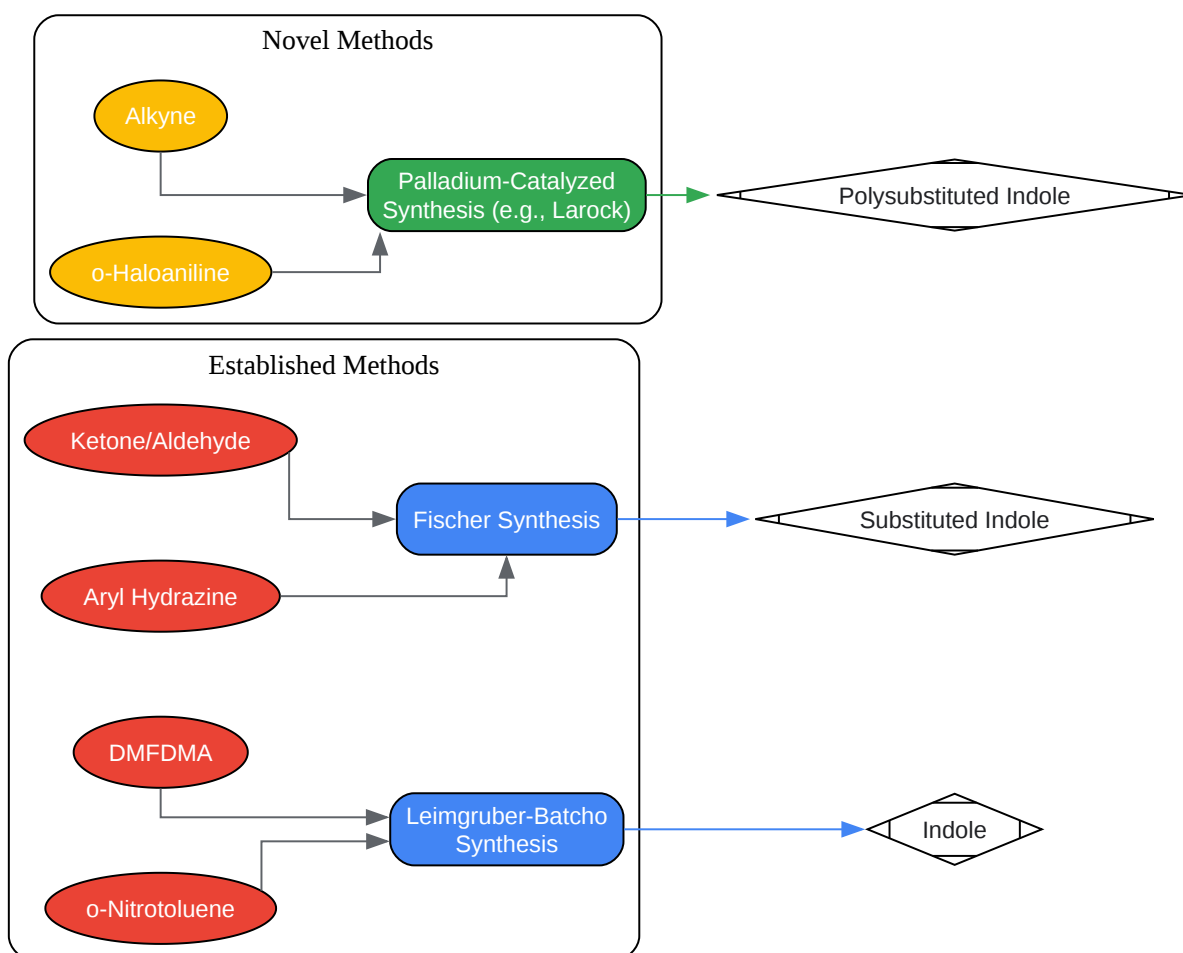 Novel Methods
Alkyne
o-Haloaniline
Palladium-Catalyzed
Synthesis (e.g., Larock)
Polysubstituted Indole
Established Methods
Ketone/Aldehyde
Aryl Hydrazine
Fischer Synthesis
Substituted Indole
DMFDMA
o-Nitrotoluene
Leimgruber-Batcho
Synthesis
Indole